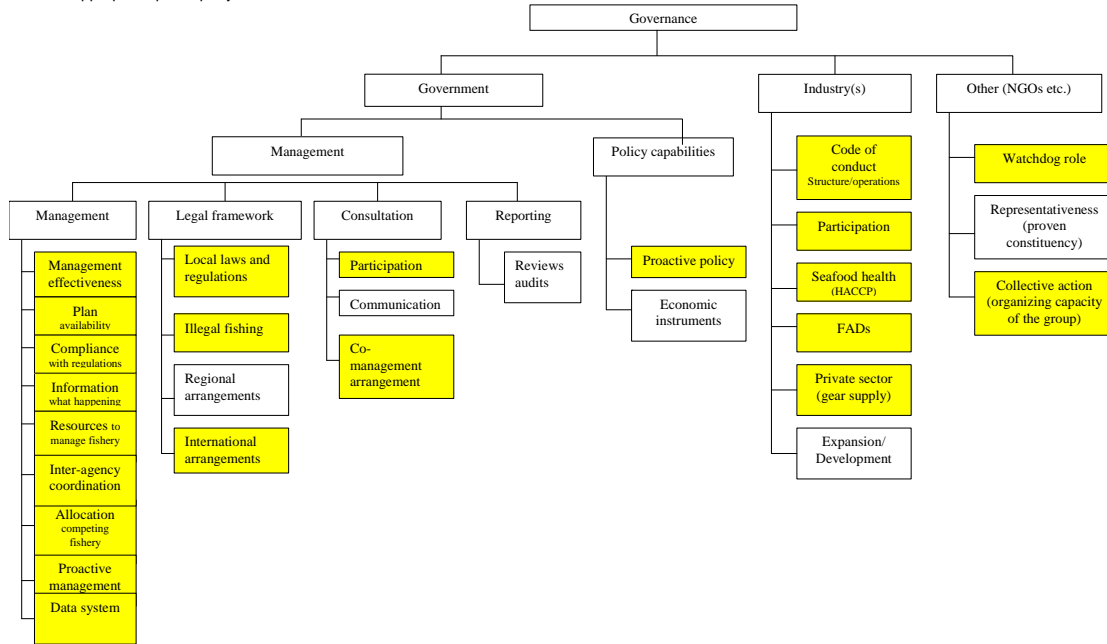 Governance
Government
Industry(s)
Other (NGOs etc.)
Management
Policy capabilities
Management
Legal framework
Consultation
Reporting
Management
effectiveness
Plan
availability
Compliance
with regulations
Information
what happening
Resources to
manage fishery
Inter-agency
coordination
Allocation
competing
fishery
Proactive
management
Data system
Local laws and
regulations
Illegal fishing
Regional
arrangements
International
arrangements
Participation
Communication
Co-
management
arrangement
Reviews
audits
Proactive policy
Economic
instruments
Code of
conduct
Structure/operations
Participation
Seafood health
(HACCP)
FADs
Private sector
(gear supply)
Expansion/
Development
Watchdog role
Representativeness
(proven
constituency)
Collective action
(organizing capacity
of the group)